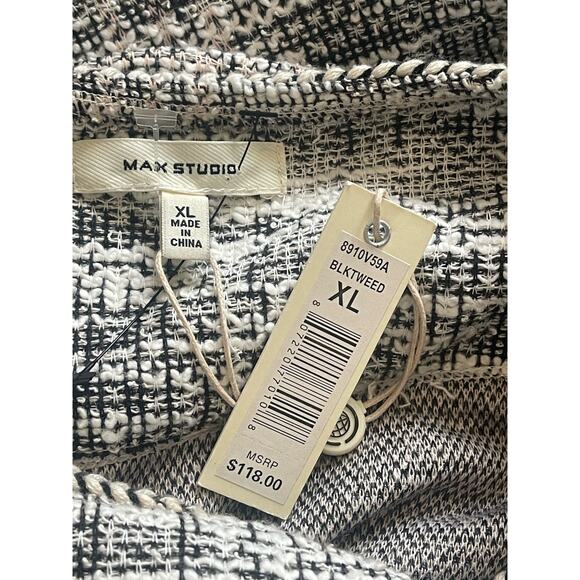 MAX STUDIO
XL
MADE
IN
CHINA
8910V59A
BLKTWEED
XL
MSRP
$118.00